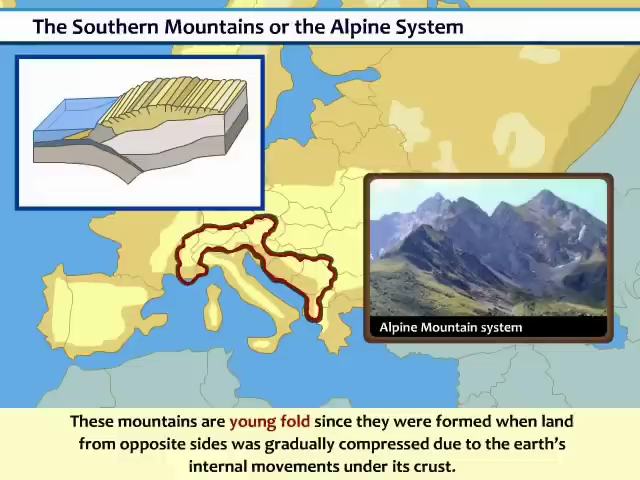 The Southern Mountains or the Alpine System
Alpine Mountain system
These mountains are young fold since they were formed when land
from opposite sides was gradually compressed due to the earth's
internal movements under its crust.